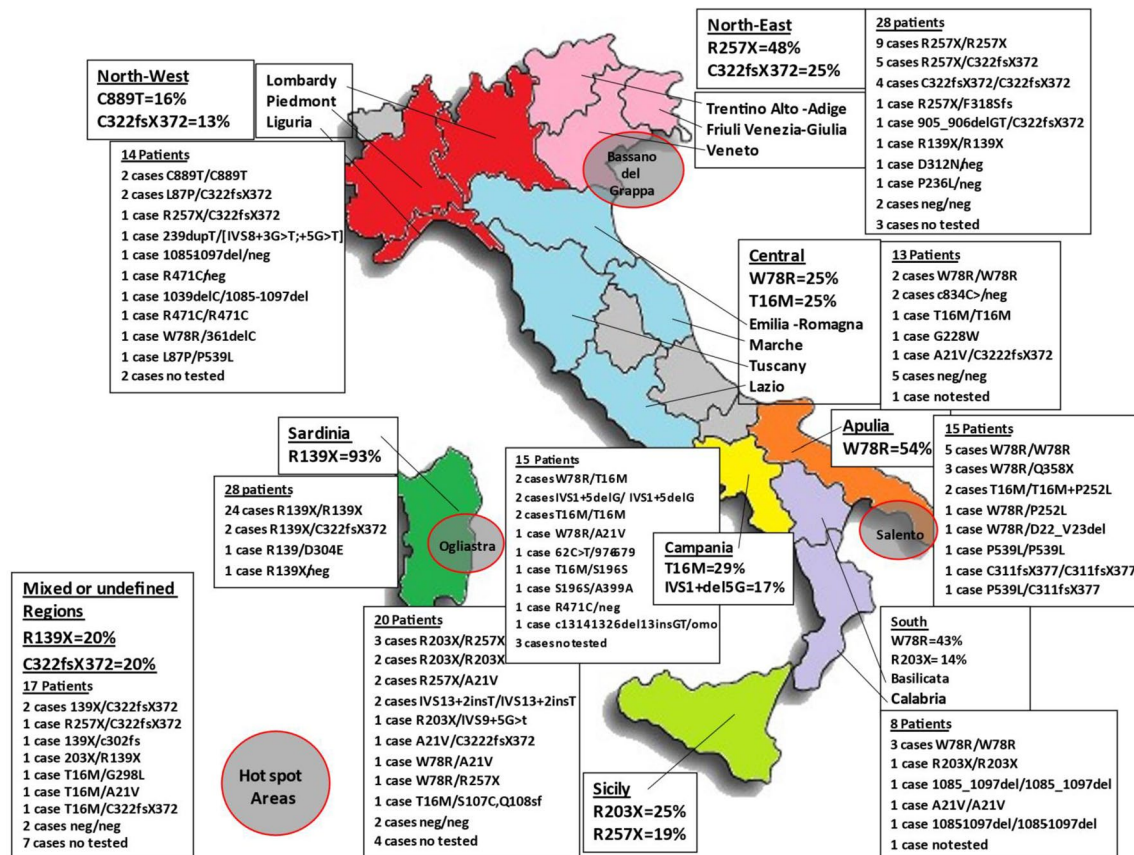 North-West
C889T=16%
C322fsX372=13%
Lombardy
Piedmont
Liguria
14 Patients
2 cases C889T/C889T
2 cases L87P/C322fsX372
1 case R257X/C322fsX372
1 case 239dupT/[IVS8+3G>T;+5G>T]
1 case 10851097del/neg
1 case R471C/neg
1 case 1039delC/1085-1097del
1 case R471C/R471C
1 case W78R/361delC
1 case L87P/P539L
2 cases no tested
North-East
R257X=48%
C322fsX372=25%
Trentino Alto -Adige
Friuli Venezia-Giulia
Veneto
28 patients
9 cases R257X/R257X
5 cases R257X/C322fsX372
4 cases C322fsX372/C322fsX372
1 case R257X/F318Sfs
1 case 905_906delGT/C322fsX372
1 case R139X/R139X
1 case D312N/neg
1 case P236L/neg
2 cases neg/neg
3 cases no tested
Bassano
del
Grappa
Central
W78R=25%
T16M=25%
Emilia -Romagna
Marche
Tuscany
Lazio
13 Patients
2 cases W78R/W78R
2 cases c834C>/neg
1 case T16M/T16M
1 case G228W
1 case A21V/C3222fsX372
5 cases neg/neg
1 case notested
Sardinia
R139X=93%
28 patients
24 cases R139X/R139X
2 cases R139X/C322fsX372
1 case R139/D304E
1 case R139X/neg
Ogliastra
15 Patients
2 cases W78R/T16M
2 cases IVS1+5delG/ IVS1+5delG
2 cases T16M/T16M
1 case W78R/A21V
1 case 62C>T/976679
1 case T16M/S196S
1 case S196S/A399A
1 case R471C/neg
1 case c13141326del13insGT/omo
3 cases no tested
Campania
T16M=29%
IVS1+del5G=17%
Apulia
W78R=54%
Salento
15 Patients
5 cases W78R/W78R
3 cases W78R/Q358X
2 cases T16M/T16M+P252L
1 case W78R/P252L
1 case W78R/D22_V23del
1 case P539L/P539L
1 case C311fsX377/C311fsX377
1 case P539L/C311fsX377
Mixed or undefined
Regions
R139X=20%
C322fsX372=20%
17 Patients
2 cases 139X/C322fsX372
1 case R257X/C322fsX372
1 case 139X/c302fs
1 case 203X/R139X
1 case T16M/G298L
1 case T16M/A21V
1 case T16M/C322fsX372
2 cases neg/neg
7 cases no tested
Hot spot
Areas
20 Patients
3 cases R203X/R257X
2 cases R203X/R203X
2 cases R257X/A21V
2 cases IVS13+2insT/IVS13+2insT
1 case R203X/IVS9+5G>t
1 case A21V/C3222fsX372
1 case W78R/A21V
1 case W78R/R257X
1 case T16M/S107C,Q108sf
2 cases neg/neg
4 cases no tested
Sicily
R203X=25%
R257X=19%
South
W78R=43%
R203X= 14%
Basilicata
Calabria
8 Patients
3 cases W78R/W78R
1 case R203X/R203X
1 case 1085_1097del/1085_1097del
1 case A21V/A21V
1 case 10851097del/10851097del
1 case notested